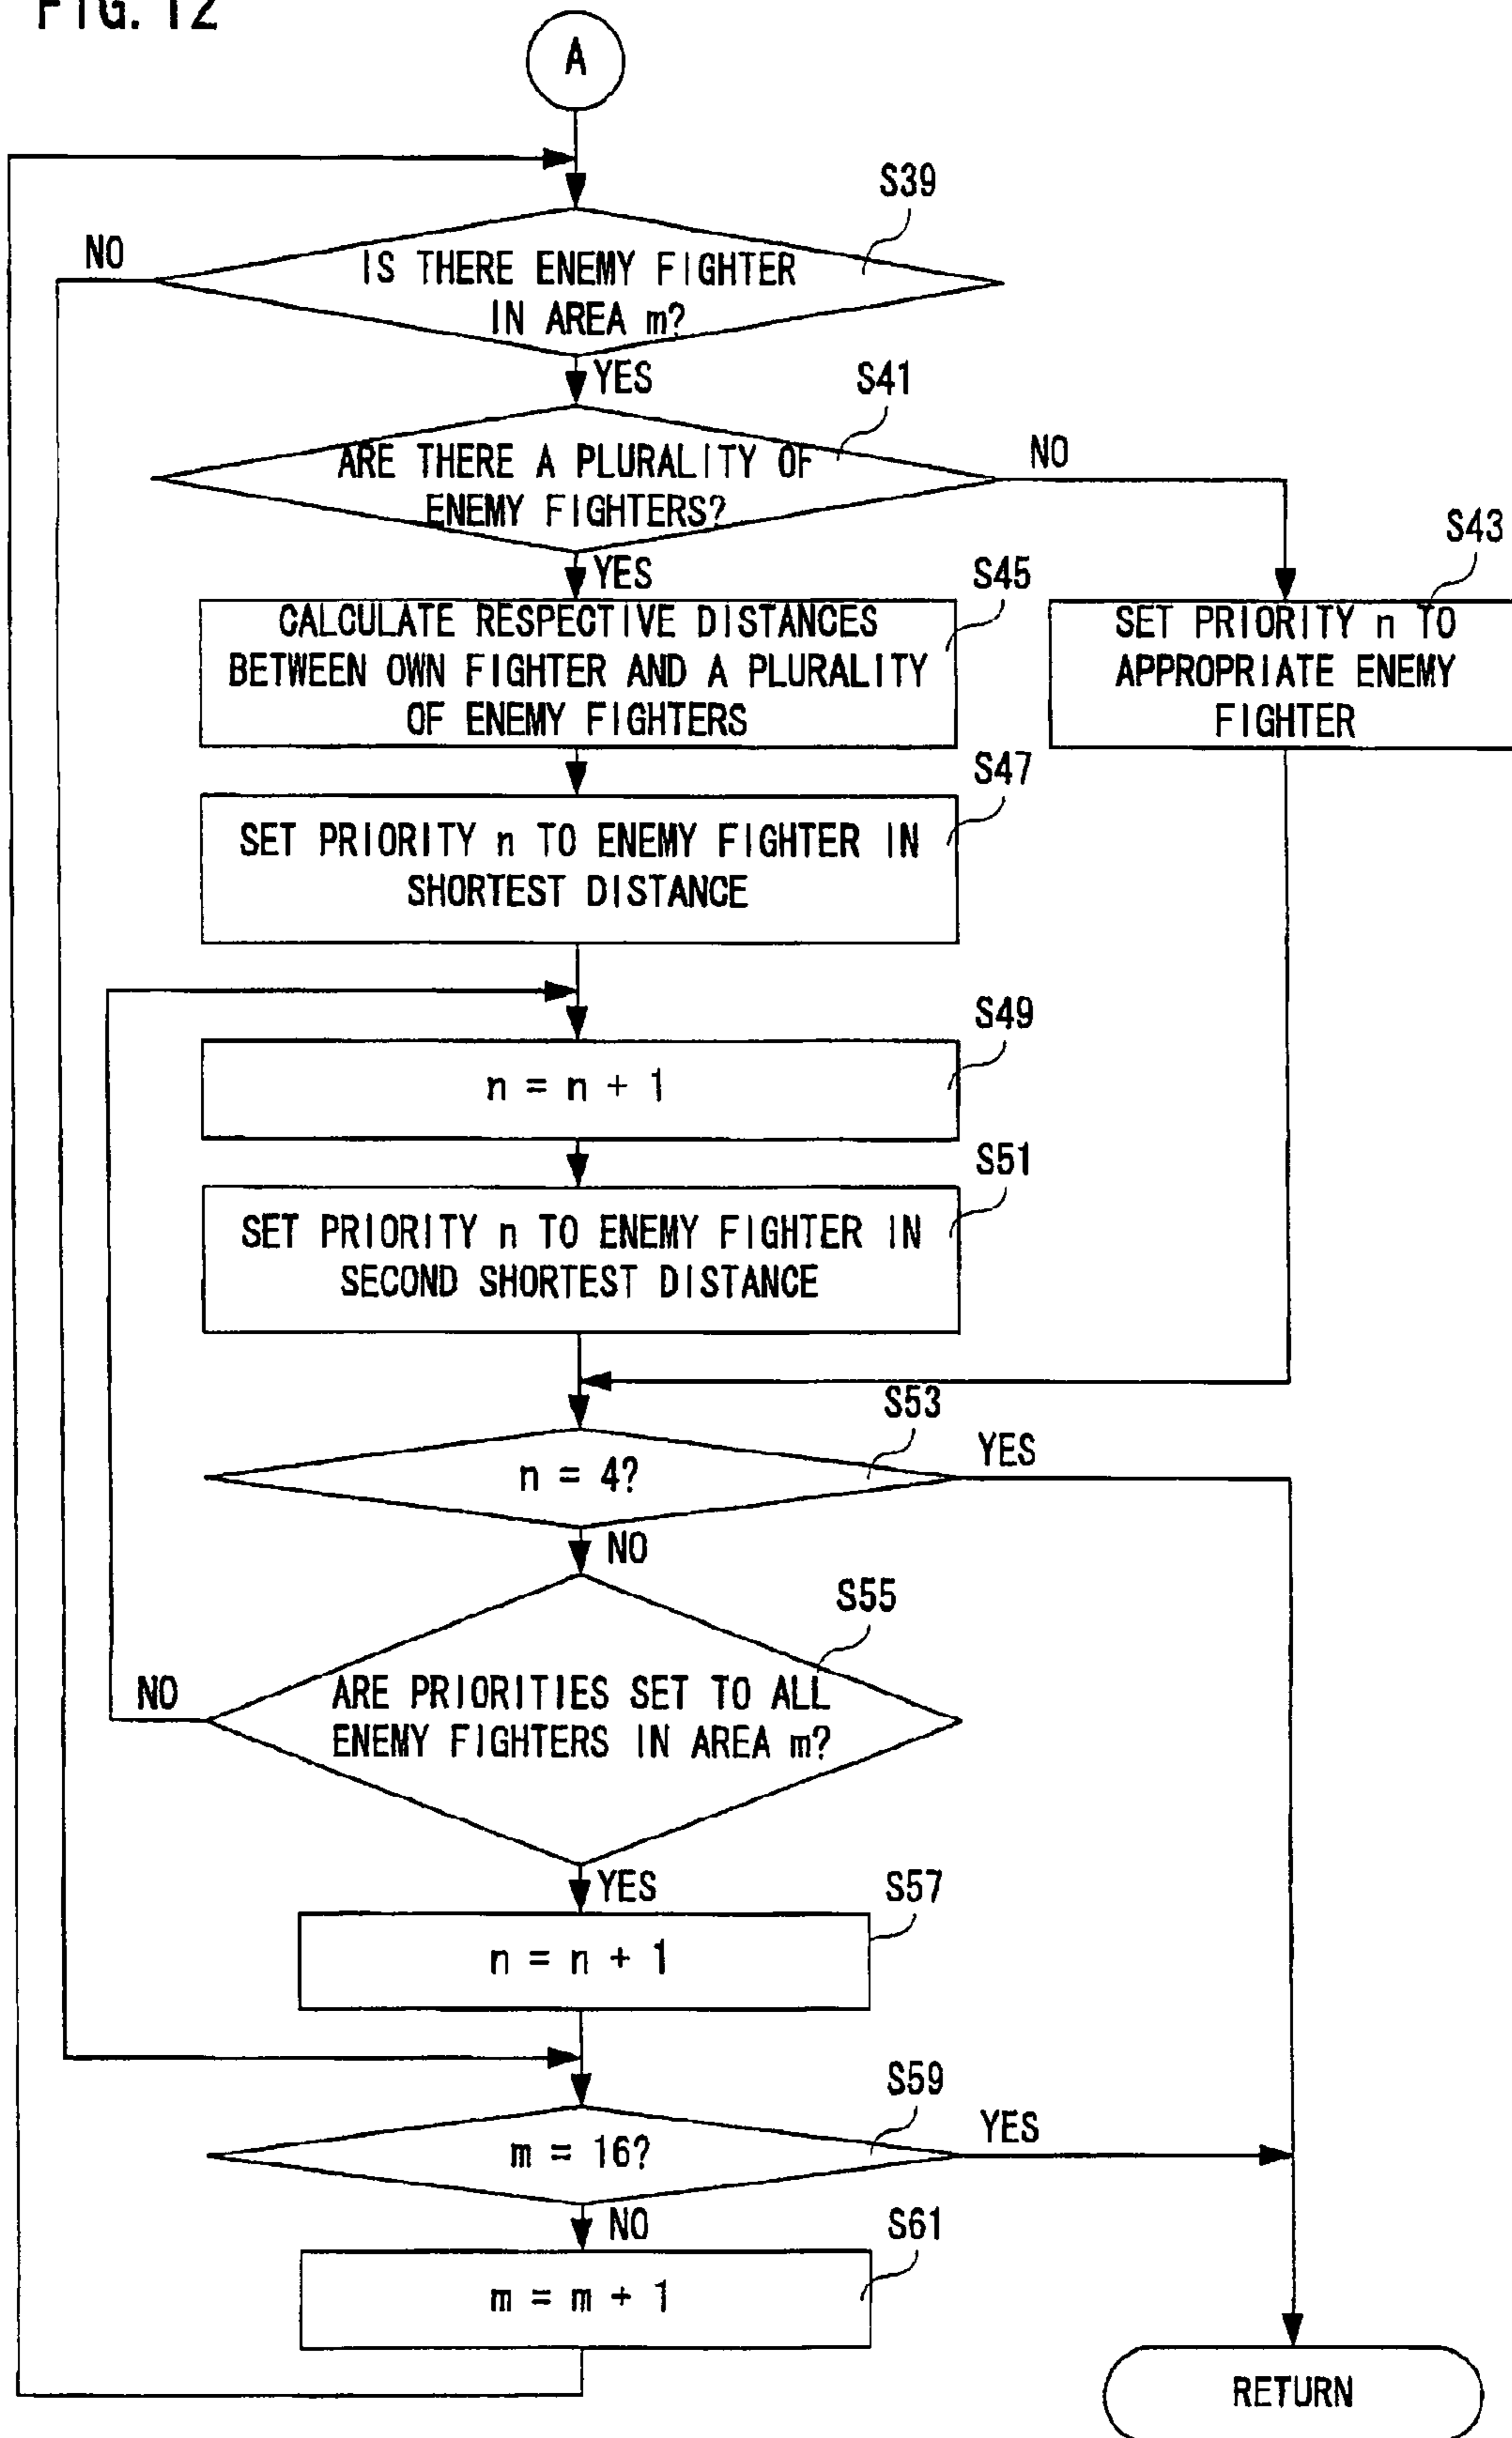 FIG. 12
A
S39
NO
IS THERE ENEMY FIGHTER
IN AREA m?
YES
S41
ARE THERE A PLURALITY OF
ENEMY FIGHTERS?
NO
YES
S45
S43
CALCULATE RESPECTIVE DISTANCES
BETWEEN OWN FIGHTER AND A PLURALITY
OF ENEMY FIGHTERS
SET PRIORITY n TO
APPROPRIATE ENEMY
FIGHTER
S47
SET PRIORITY n TO ENEMY FIGHTER IN
SHORTEST DISTANCE
S49
n = n + 1
S51
SET PRIORITY n TO ENEMY FIGHTER IN
SECOND SHORTEST DISTANCE
S53
n = 4?
YES
NO
S55
ARE PRIORITIES SET TO ALL
ENEMY FIGHTERS IN AREA m?
NO
YES
S57
n = n + 1
S59
m = 16?
YES
NO
S61
m = m + 1
RETURN